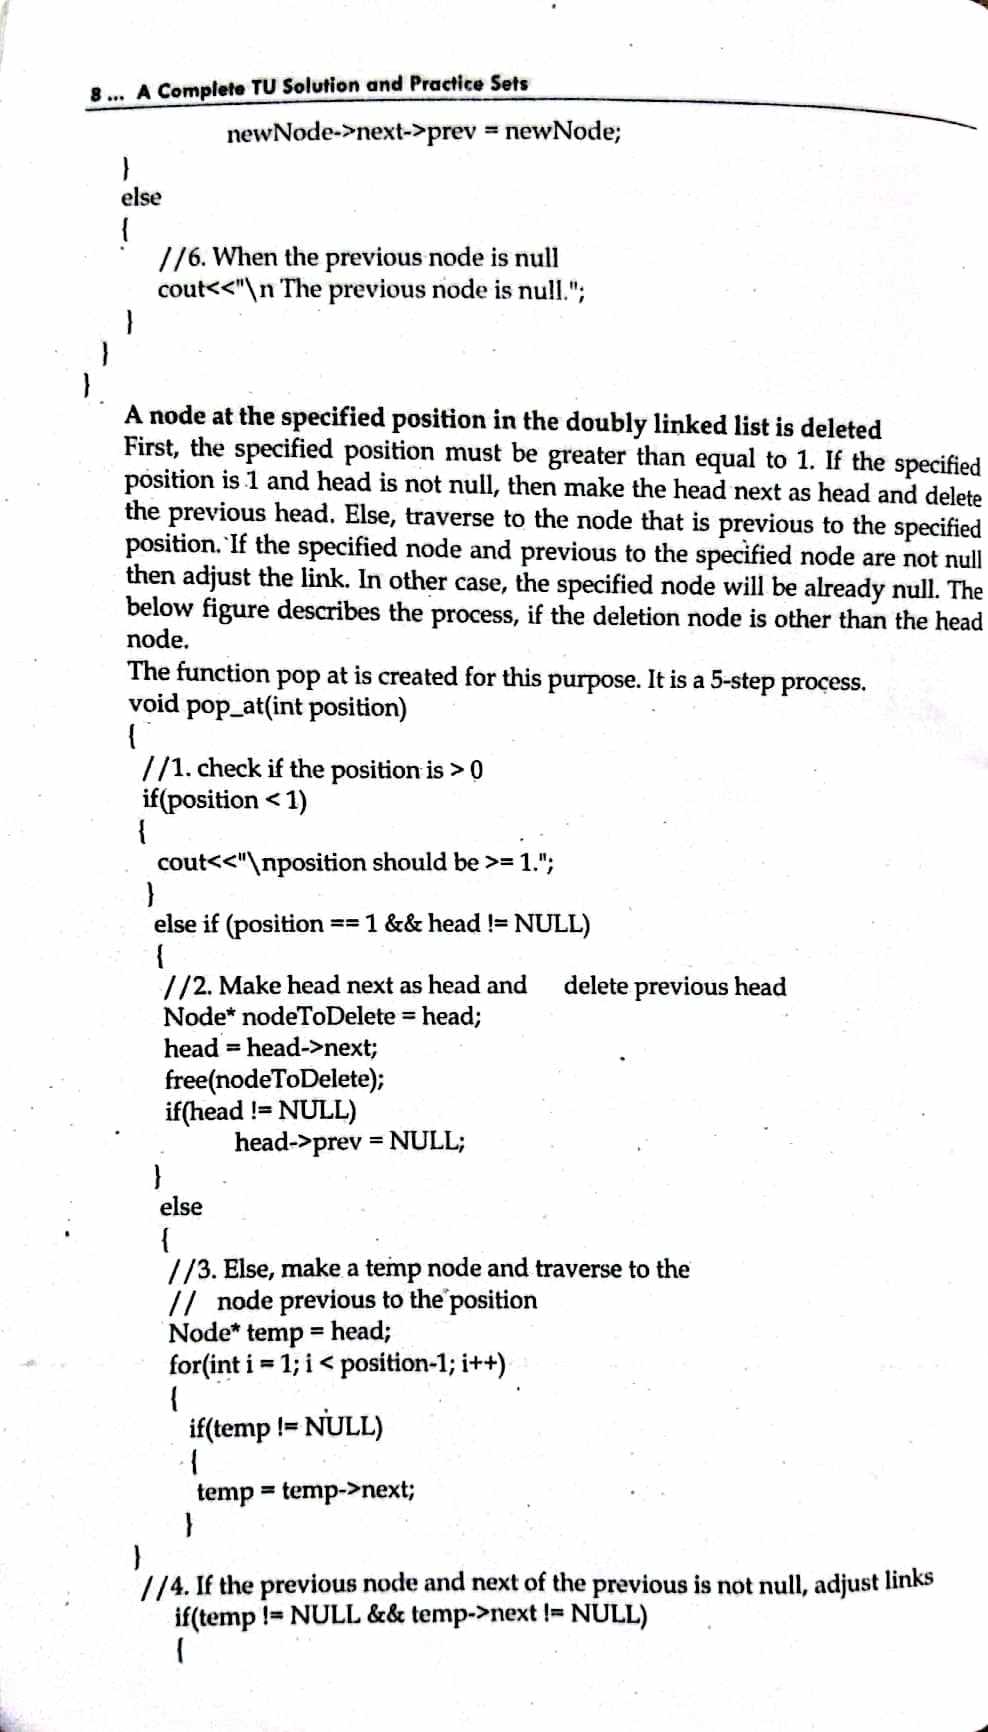 8 ... A Complete TU Solution and Practice Sets
newNode->next->prev = newNode;
}
else
{
//6. When the previous node is null
cout<<"\n The previous node is null.";
}
}
}
A node at the specified position in the doubly linked list is deleted
First, the specified position must be greater than equal to 1. If the specified
position is 1 and head is not null, then make the head next as head and delete
the previous head. Else, traverse to the node that is previous to the specified
position. If the specified node and previous to the specified node are not null
then adjust the link. In other case, the specified node will be already null. The
below figure describes the process, if the deletion node is other than the head
node.
The function pop at is created for this purpose. It is a 5-step process.
void pop_at(int position)
{
//1. check if the position is > 0
if(position < 1)
{
cout<<"\nposition should be >= 1.";
}
else if (position == 1 && head != NULL)
{
//2. Make head next as head and delete previous head
Node* nodeToDelete = head;
head = head->next;
free(nodeToDelete);
if(head != NULL)
head->prev = NULL;
}
else
{
//3. Else, make a temp node and traverse to the
// node previous to the position
Node* temp = head;
for(int i = 1; i < position-1; i++)
{
if(temp != NULL)
{
temp = temp->next;
}
}
//4. If the previous node and next of the previous is not null, adjust links
if(temp != NULL && temp->next != NULL)
{